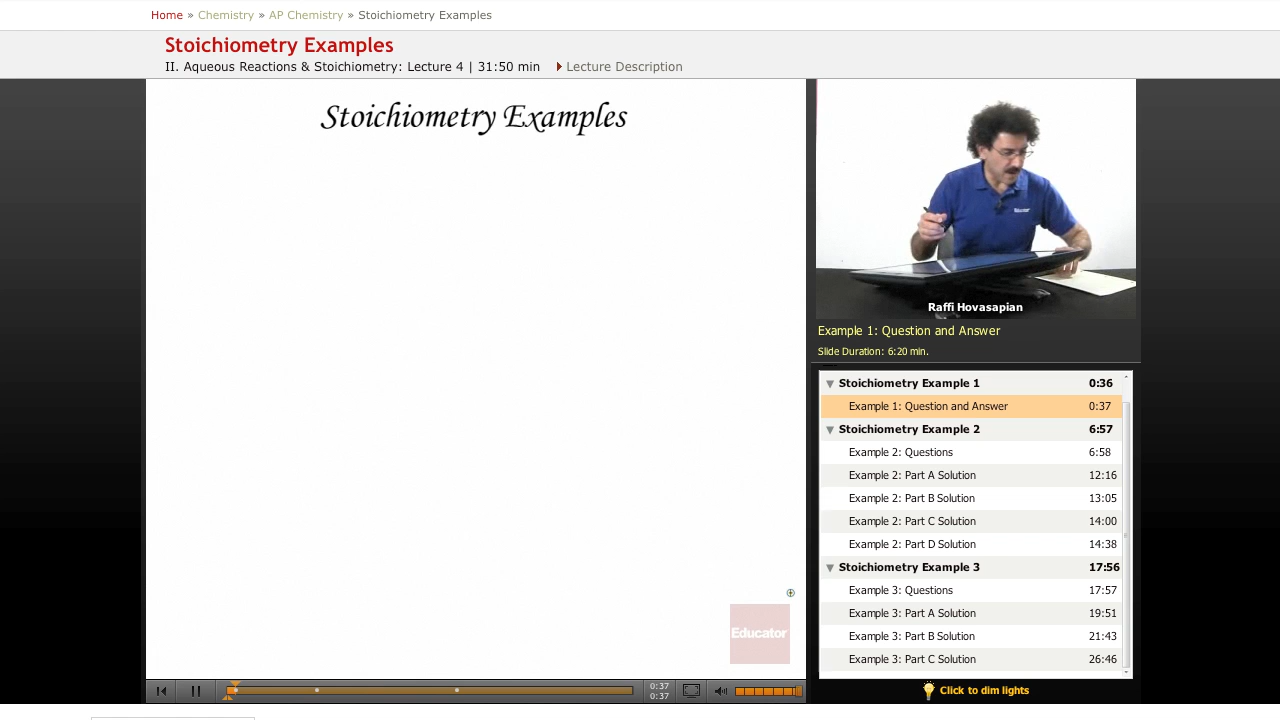 Home » Chemistry » AP Chemistry » Stoichiometry Examples
Stoichiometry Examples
II. Aqueous Reactions & Stoichiometry: Lecture 4 | 31:50 min Lecture Description
Stoichiometry Examples
Educator
0:37
0:37
Raffi Hovasapian
Example 1: Question and Answer
Slide Duration: 6:20 min.
Stoichiometry Example 1 0:36
Example 1: Question and Answer 0:37
Stoichiometry Example 2 6:57
Example 2: Questions 6:58
Example 2: Part A Solution 12:16
Example 2: Part B Solution 13:05
Example 2: Part C Solution 14:00
Example 2: Part D Solution 14:38
Stoichiometry Example 3 17:56
Example 3: Questions 17:57
Example 3: Part A Solution 19:51
Example 3: Part B Solution 21:43
Example 3: Part C Solution 26:46
Click to dim lights